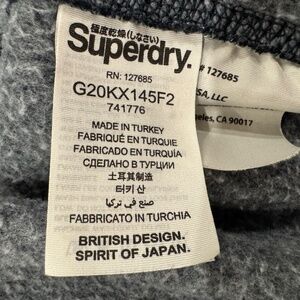 極度乾燥(しなさい)
Superdry.
RN: 127685
G20KX145F2
741776
MADE IN TURKEY
FABRIQUÉ EN TURQUIE
FABRICADO EN TURQUÍA
СДЕЛАНО В ТУРЦИИ
土耳其制造
터키 산
صنع في تركيا
FABBRICATO IN TURCHIA
BRITISH DESIGN.
SPIRIT OF JAPAN.
# 127685
SA, LLC
geles, CA 90017